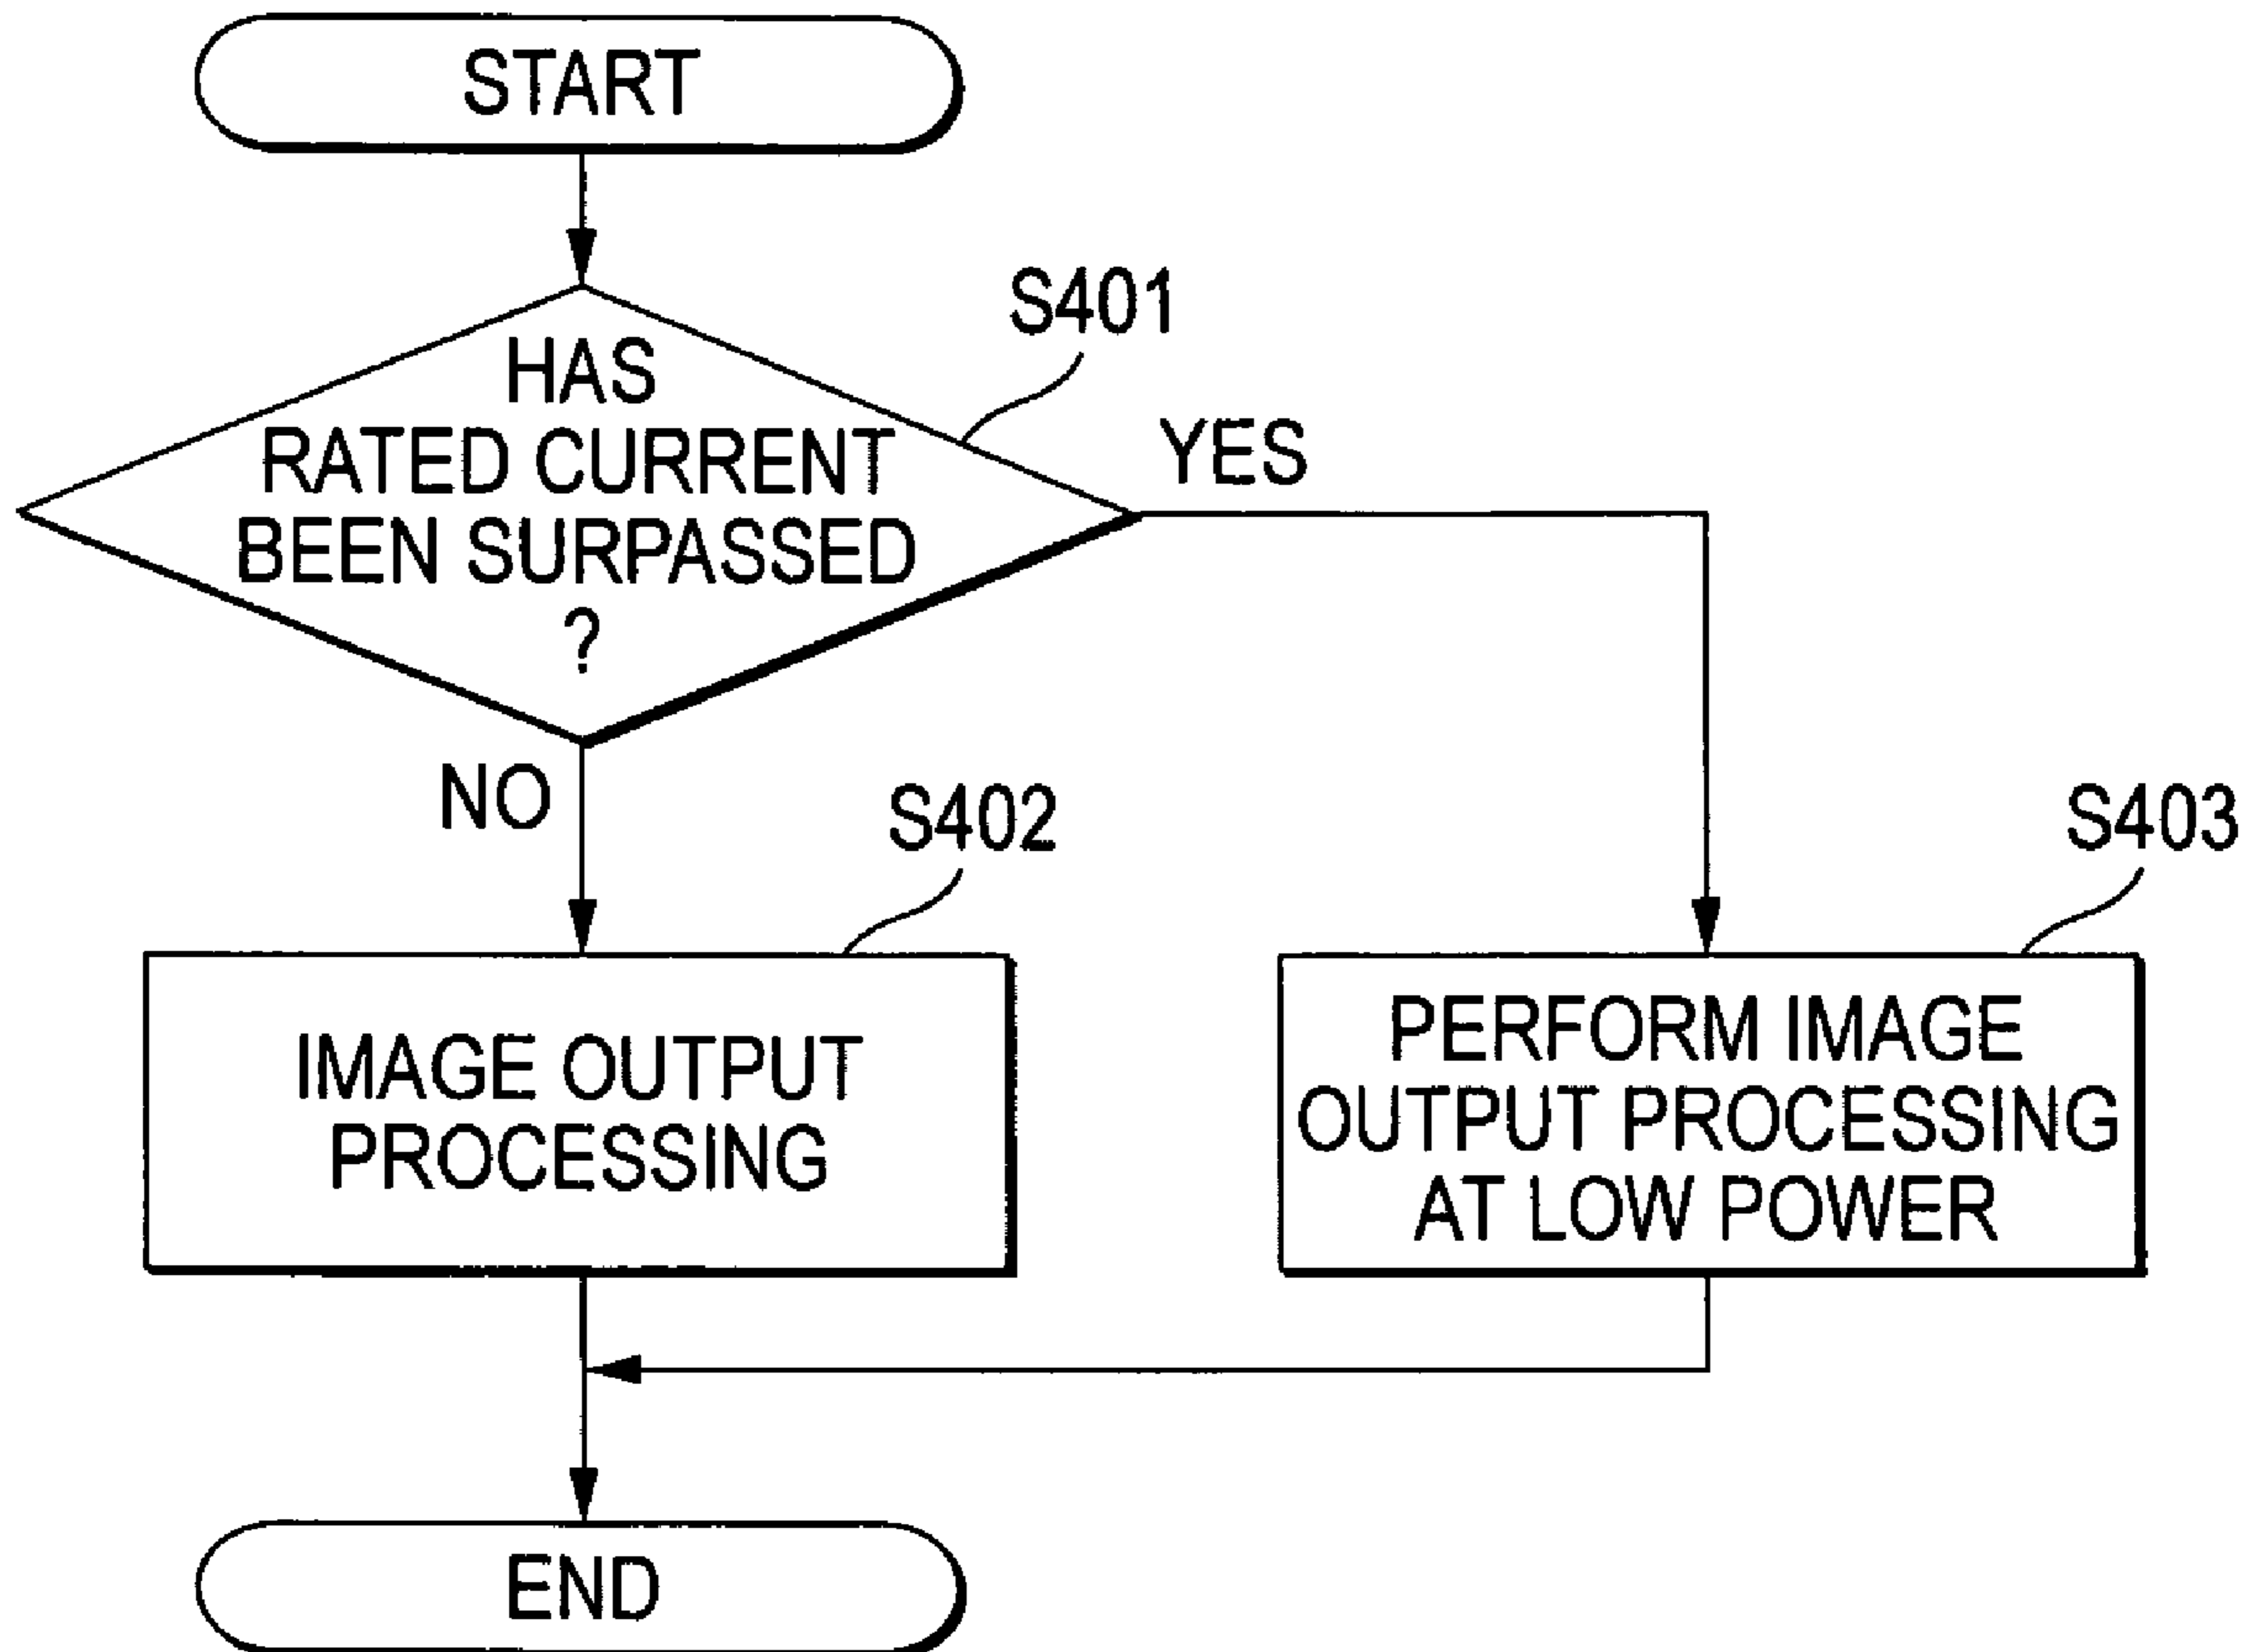 START
S401
HAS
RATED CURRENT
BEEN SURPASSED
?
YES
NO
S402
S403
IMAGE OUTPUT
PROCESSING
PERFORM IMAGE
OUTPUT PROCESSING
AT LOW POWER
END